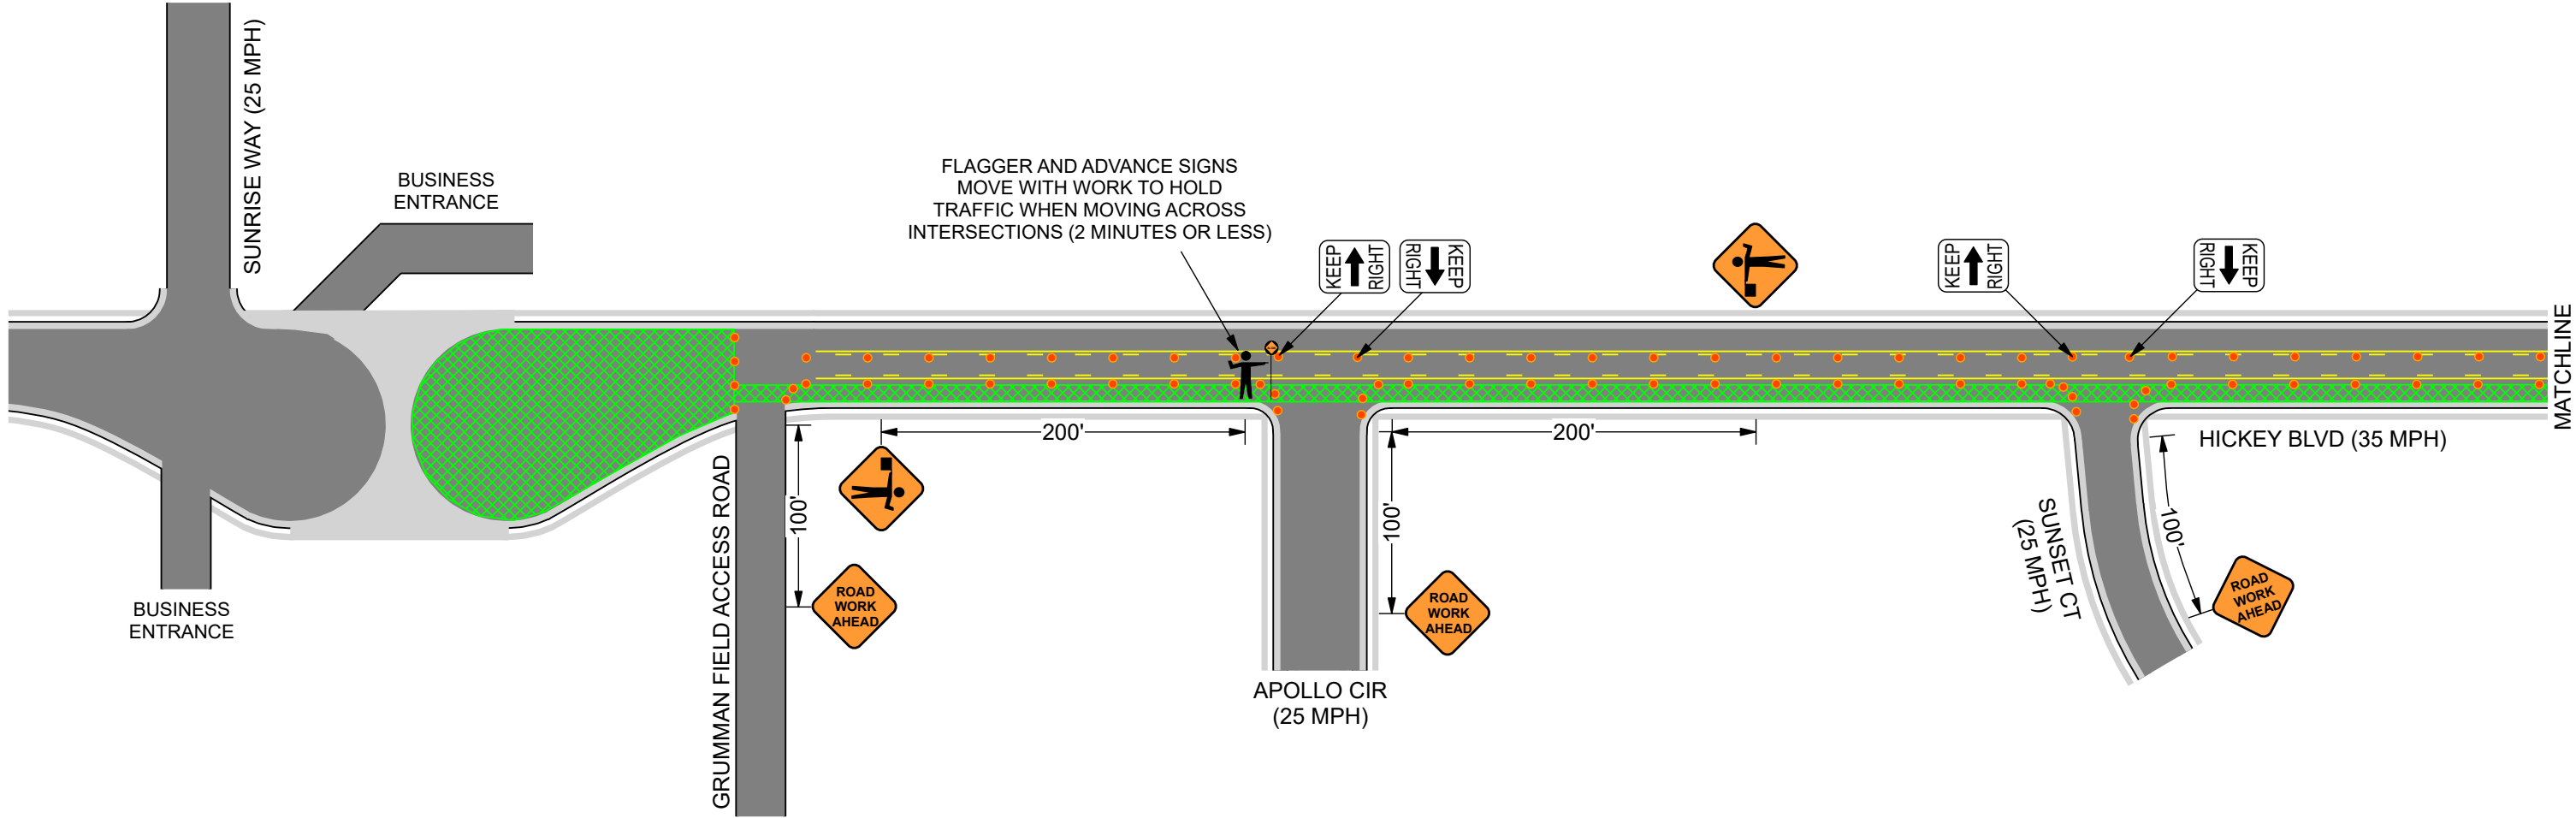 SUNRISE WAY (25 MPH)
BUSINESS
ENTRANCE
FLAGGER AND ADVANCE SIGNS
MOVE WITH WORK TO HOLD
TRAFFIC WHEN MOVING ACROSS
INTERSECTIONS (2 MINUTES OR LESS)
KEEP
RIGHT
KEEP
RIGHT
KEEP
RIGHT
KEEP
RIGHT
MATCHLINE
200'
200'
HICKEY BLVD (35 MPH)
BUSINESS
ENTRANCE
GRUMMAN FIELD ACCESS ROAD
100'
ROAD
WORK
AHEAD
100'
ROAD
WORK
AHEAD
APOLLO CIR
(25 MPH)
SUNSET CT
(25 MPH)
100'
ROAD
WORK
AHEAD